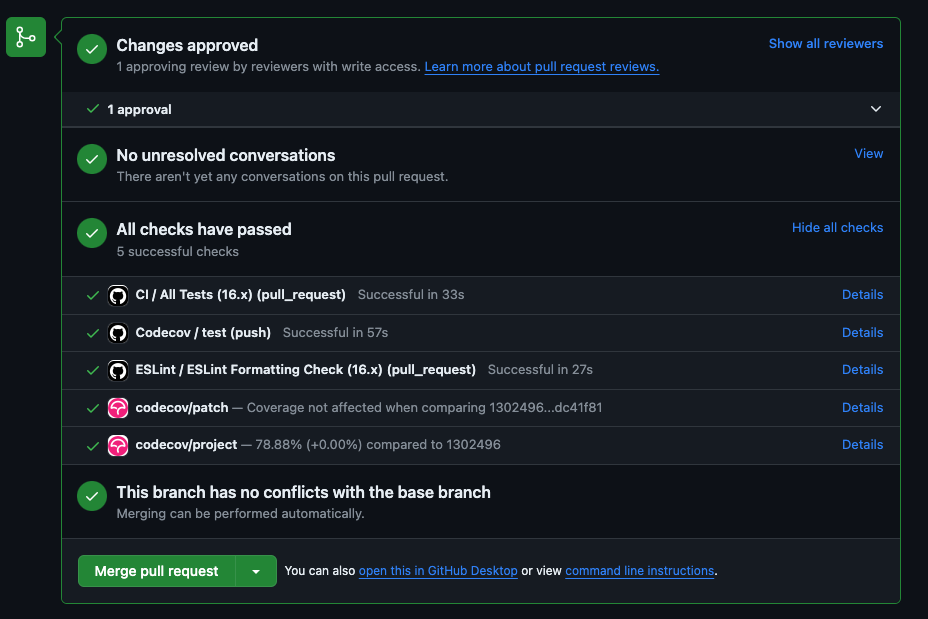 Changes approved
Show all reviewers
1 approving review by reviewers with write access. Learn more about pull request reviews.
1 approval
No unresolved conversations
View
There aren't yet any conversations on this pull request.
All checks have passed
Hide all checks
5 successful checks
CI / All Tests (16.x) (pull_request) Successful in 33s Details
Codecov / test (push) Successful in 57s Details
ESLint / ESLint Formatting Check (16.x) (pull_request) Successful in 27s Details
codecov/patch — Coverage not affected when comparing 1302496...dc41f81 Details
codecov/project — 78.88% (+0.00%) compared to 1302496 Details
This branch has no conflicts with the base branch
Merging can be performed automatically.
Merge pull request
You can also open this in GitHub Desktop or view command line instructions.